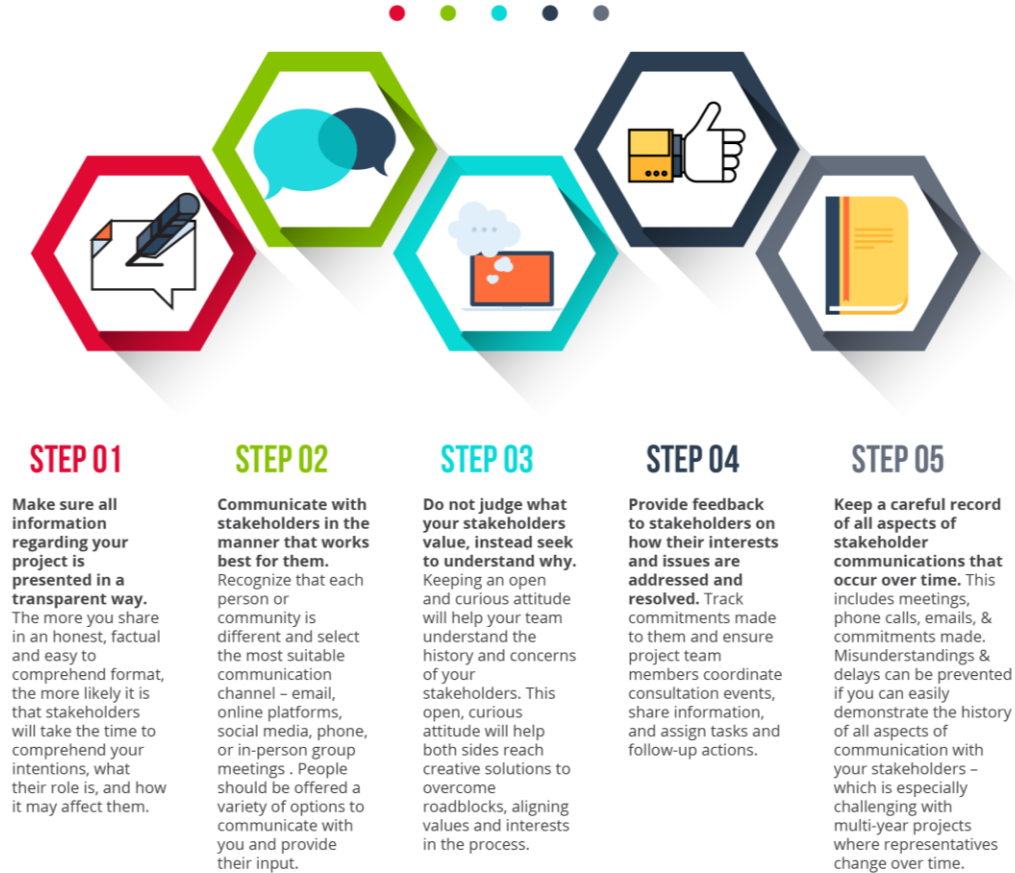 STEP 01
Make sure all
information
regarding your
project is
presented in a
transparent way.
The more you share
in an honest, factual
and easy to
comprehend format,
the more likely it is
that stakeholders
will take the time to
comprehend your
intentions, what
their role is, and how
it may affect them.
STEP 02
Communicate with
stakeholders in the
manner that works
best for them.
Recognize that each
person or
community is
different and select
the most suitable
communication
channel – email,
online platforms,
social media, phone,
or in-person group
meetings . People
should be offered a
variety of options to
communicate with
you and provide
their input.
STEP 03
Do not judge what
your stakeholders
value, instead seek
to understand why.
Keeping an open
and curious attitude
will help your team
understand the
history and concerns
of your
stakeholders. This
open, curious
attitude will help
both sides reach
creative solutions to
overcome
roadblocks, aligning
values and interests
in the process.
STEP 04
Provide feedback
to stakeholders on
how their interests
and issues are
addressed and
resolved. Track
commitments made
to them and ensure
project team
members coordinate
consultation events,
share information,
and assign tasks and
follow-up actions.
STEP 05
Keep a careful record
of all aspects of
stakeholder
communications that
occur over time. This
includes meetings,
phone calls, emails, &
commitments made.
Misunderstandings &
delays can be prevented
if you can easily
demonstrate the history
of all aspects of
communication with
your stakeholders –
which is especially
challenging with
multi-year projects
where representatives
change over time.